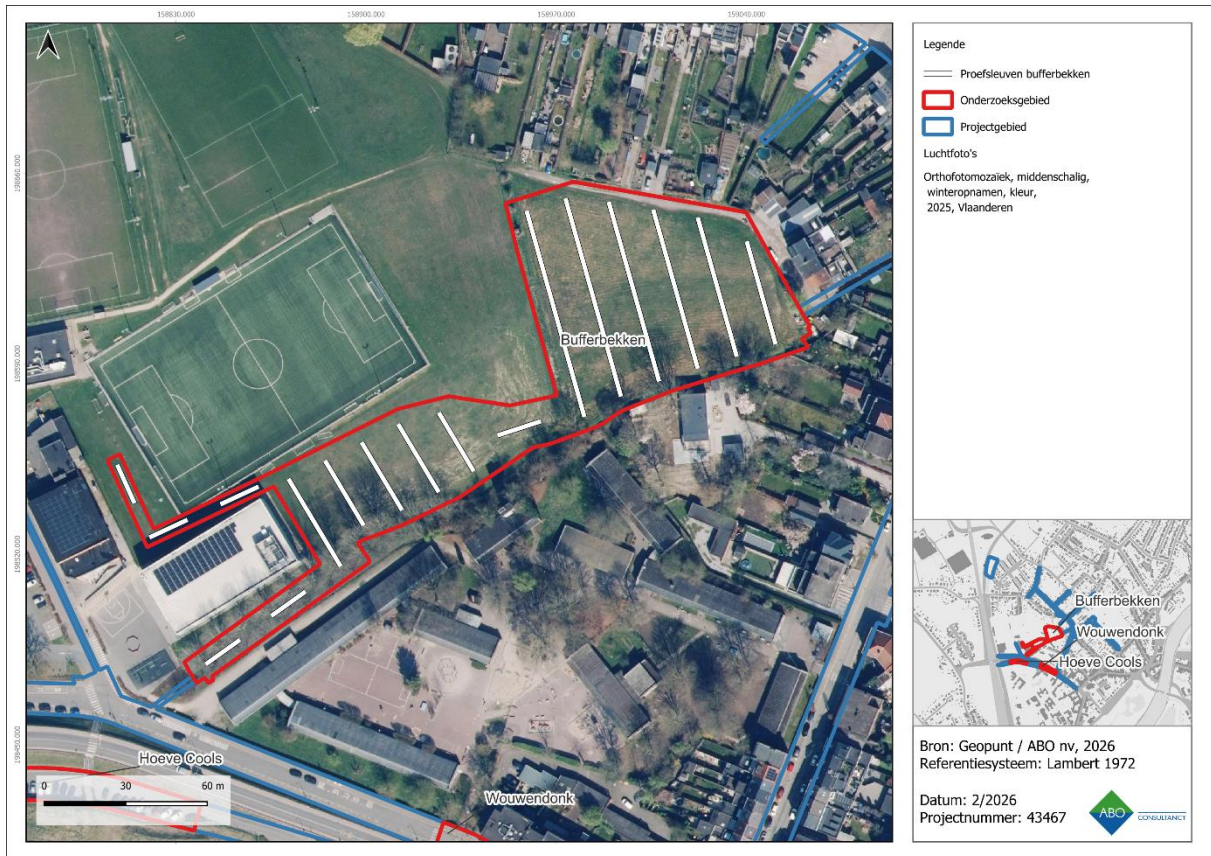 158830.000
158900.000
158970.000
159040.000
198660.000
198590.000
198520.000
198450.000
Bufferbekken
Hoeve Cools
Wouwendonk
0
30
60 m
Legende
Proefsleuven bufferbekken
Onderzoeksgebied
Projectgebied
Luchtfoto's
Orthofotomozaïek, middenschalig,
winteropnamen, kleur,
2025, Vlaanderen
Bufferbekken
Wouwendonk
Hoeve Cools
Bron: Geopunt / ABO nv, 2026
Referentiesysteem: Lambert 1972
Datum: 2/2026
Projectnummer: 43467
ABO
CONSULTANCY